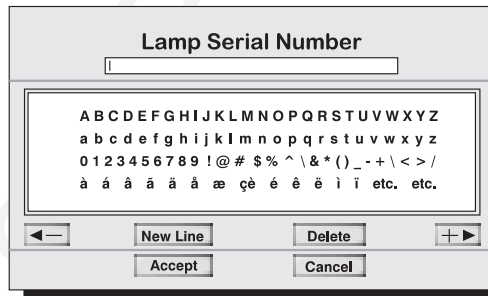 Lamp Serial Number
A B C D E F G H I J K L M N O P Q R S T U V W X Y Z
a b c d e f g h i j k l m n o p q r s t u v w x y z
0 1 2 3 4 5 6 7 8 9 ! @ # $ % ^ \ & * ( ) _ - + \ < > /
à á â ã ä å æ çè é ê ë ì ï etc. etc.
New Line Delete
Accept Cancel